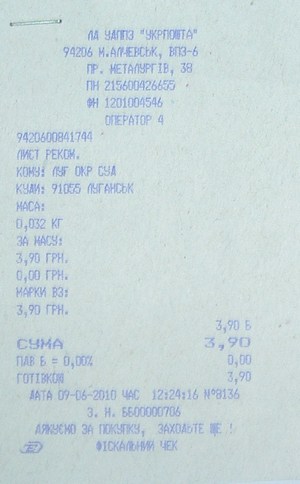 ЛА УДППЗ "УКРПОШТА"
94206 М.АЛЧЕВСЬК, ВПЗ-6
ПР. МЕТАЛУРГІВ, 38
ПН 215600426655
ФН 1201004546
ОПЕРАТОР 4
9420600841744
ЛИСТ РЕКОМ.
КОМУ: ЛУГ ОКР СУД
КУДИ: 91055 ЛУГАНСЬК
МАСА:
0,032 КГ
ЗА МАСУ:
3,90 ГРН.
0,00 ГРН.
МАРКИ ВЗ:
3,90 ГРН.
3,90 Б
СУМА 3,90
ПДВ Б = 0,00% 0,00
ГОТІВКОЮ 3,90
ДАТА 09-06-2010 ЧАС 12:24:16 №8136
З. Н. ББ00000706
ДЯКУЄМО ЗА ПОКУПКУ, ЗАХОДЬТЕ ЩЕ !
ФІСКАЛЬНИЙ ЧЕК